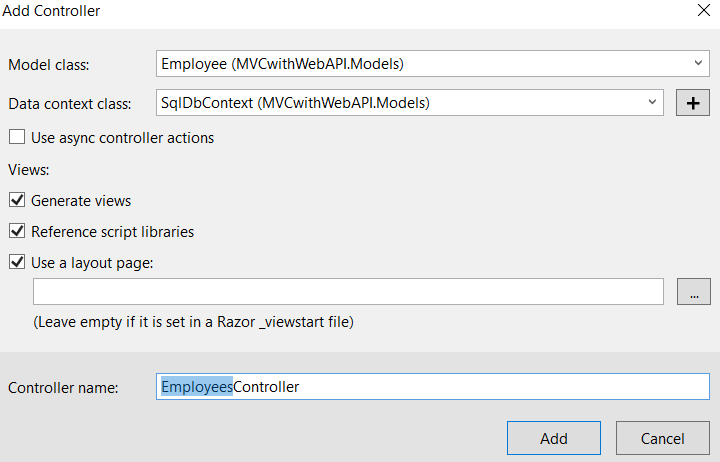 Add Controller
Model class: Employee (MVCwithWebAPI.Models)
Data context class: SqlDbContext (MVCwithWebAPI.Models) +
Use async controller actions
Views:
Generate views
Reference script libraries
Use a layout page:
...
(Leave empty if it is set in a Razor _viewstart file)
Controller name: EmployeesController
Add Cancel